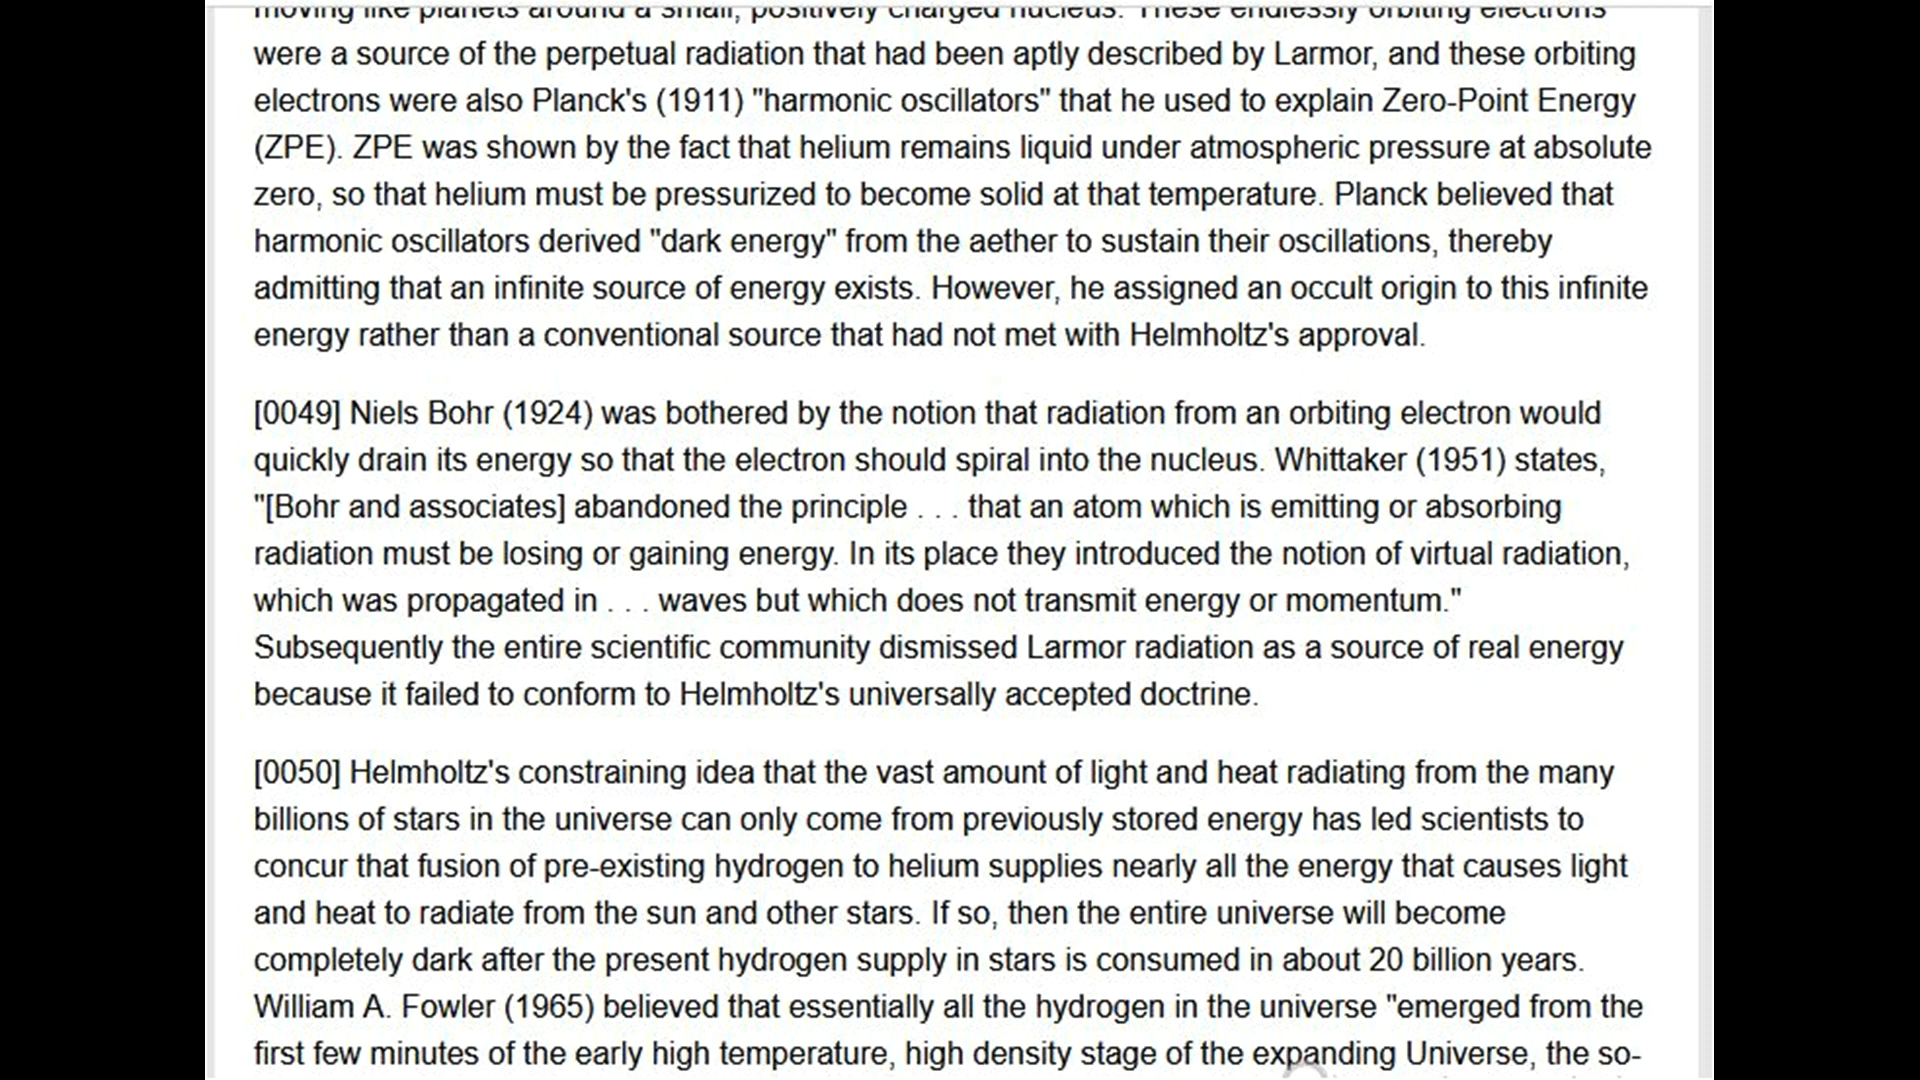 moving like planets around a small, positively charged nucleus. These endlessly orbiting electrons
were a source of the perpetual radiation that had been aptly described by Larmor, and these orbiting
electrons were also Planck's (1911) "harmonic oscillators" that he used to explain Zero-Point Energy
(ZPE). ZPE was shown by the fact that helium remains liquid under atmospheric pressure at absolute
zero, so that helium must be pressurized to become solid at that temperature. Planck believed that
harmonic oscillators derived "dark energy" from the aether to sustain their oscillations, thereby
admitting that an infinite source of energy exists. However, he assigned an occult origin to this infinite
energy rather than a conventional source that had not met with Helmholtz's approval.
[0049] Niels Bohr (1924) was bothered by the notion that radiation from an orbiting electron would
quickly drain its energy so that the electron should spiral into the nucleus. Whittaker (1951) states,
"[Bohr and associates] abandoned the principle . . . that an atom which is emitting or absorbing
radiation must be losing or gaining energy. In its place they introduced the notion of virtual radiation,
which was propagated in . . . waves but which does not transmit energy or momentum."
Subsequently the entire scientific community dismissed Larmor radiation as a source of real energy
because it failed to conform to Helmholtz's universally accepted doctrine.
[0050] Helmholtz's constraining idea that the vast amount of light and heat radiating from the many
billions of stars in the universe can only come from previously stored energy has led scientists to
concur that fusion of pre-existing hydrogen to helium supplies nearly all the energy that causes light
and heat to radiate from the sun and other stars. If so, then the entire universe will become
completely dark after the present hydrogen supply in stars is consumed in about 20 billion years.
William A. Fowler (1965) believed that essentially all the hydrogen in the universe "emerged from the
first few minutes of the early high temperature, high density stage of the expanding Universe, the so-